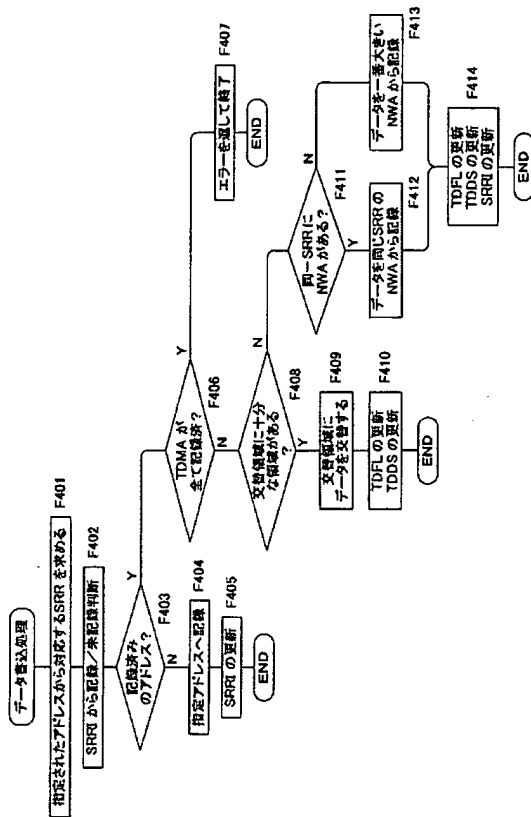 データ書込処理
指定されたアドレスから対応するSRRを求める
F401
SRRIから記録／未記録判断
F402
記録済み
のアドレス？
F403
Y
N
指定アドレスへ記録
F404
SRRIの更新
F405
END
TDMAが
全て記録済？
F406
Y
N
エラーを返して終了
F407
END
交替領域に十分
な領域がある
？
F408
N
Y
交替領域に
データを交替する
F409
TDFLの更新
TDDSの更新
F410
END
同一SRRに
NWAがある？
F411
N
Y
データを同じSRRの
NWAから記録
F412
データを一番大きい
NWAから記録
F413
TDFLの更新
TDDSの更新
SRRIの更新
F414
END